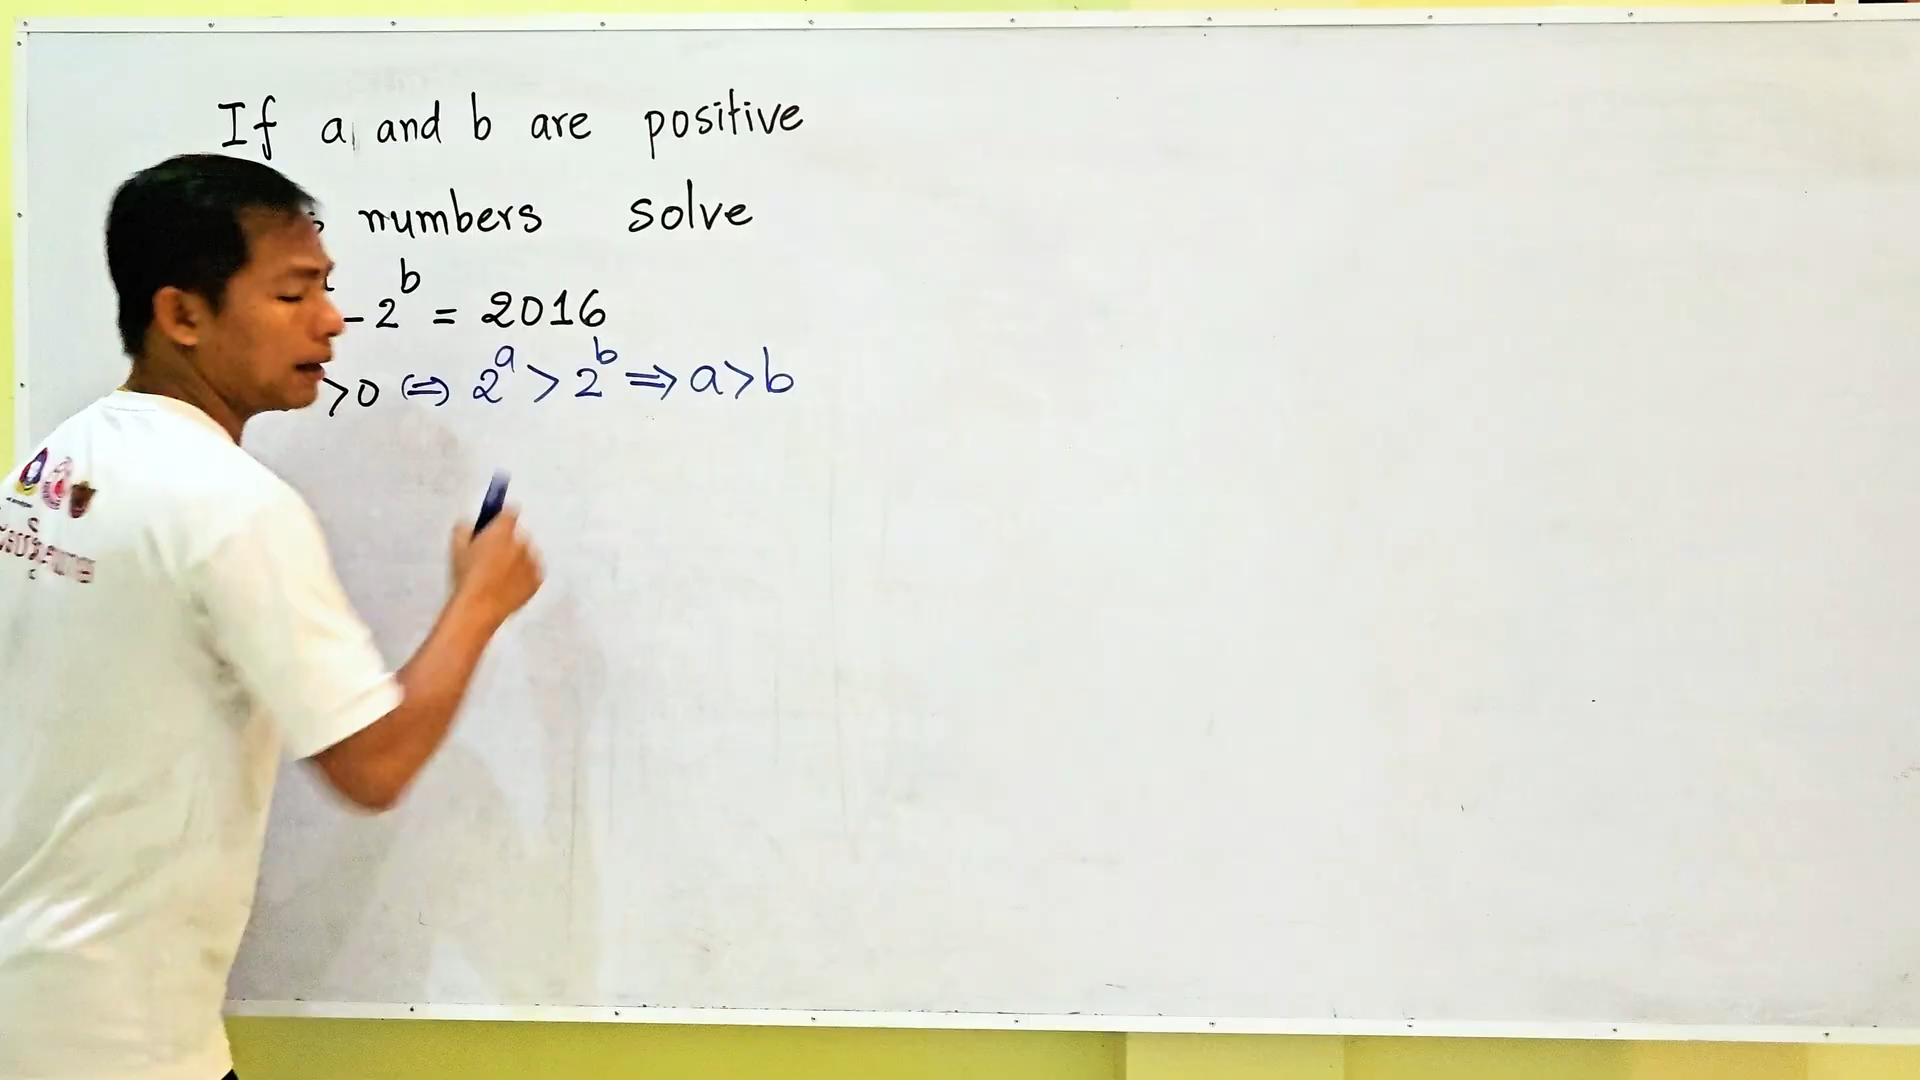 If a, and b are positive
numbers solve
- 2^b = 2016
>0 (=) 2^a > 2^b => a > b